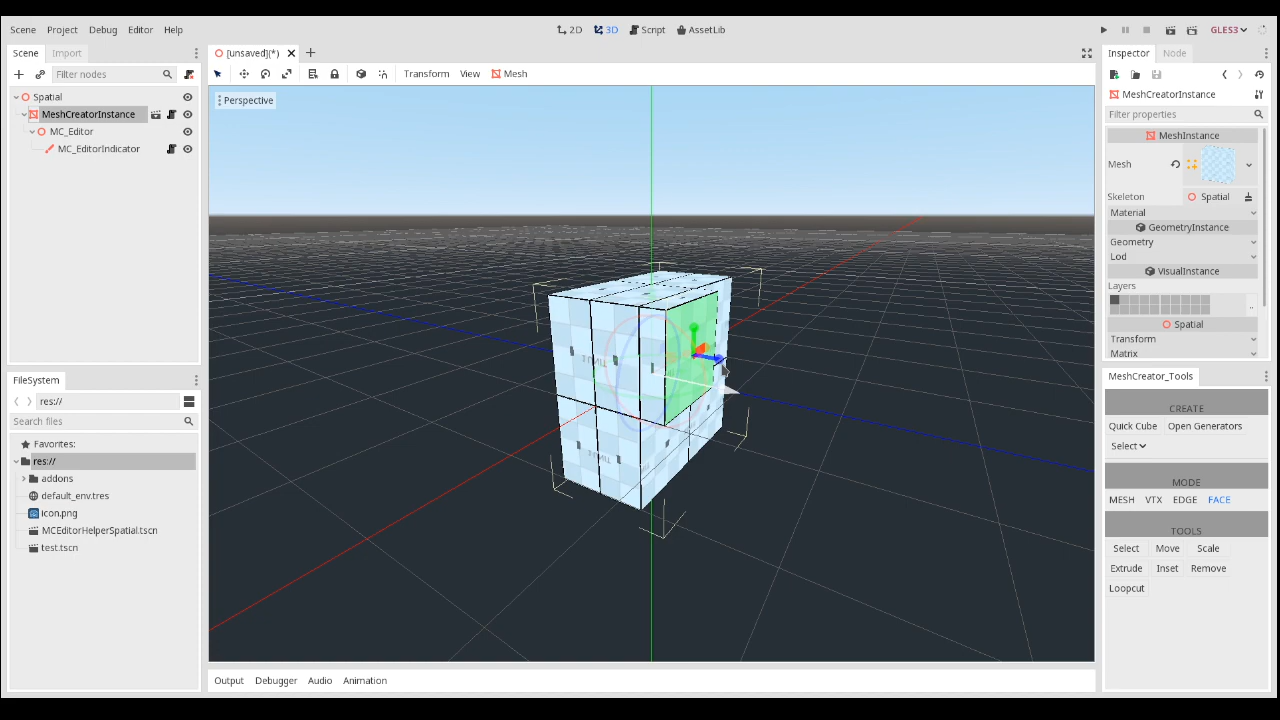 Scene Project Debug Editor Help 2D 3D Script AssetLib GLES3
Scene Import [unsaved](*) Inspector Node
Filter nodes Transform View Mesh
Spatial Perspective MeshCreatorInstance
MeshCreatorInstance Filter properties
MC_Editor MeshInstance
MC_EditorIndicator Mesh
Skeleton Spatial
Material
GeometryInstance
Geometry
Lod
VisualInstance
Layers
Spatial
Transform
Matrix
FileSystem MeshCreator_Tools
res://
Search files CREATE
Favorites: Quick Cube Open Generators
res:// Select
addons MODE
default_env.tres MESH VTX EDGE FACE
icon.png TOOLS
MCEditorHelperSpatial.tscn
test.tscn Select Move Scale
Extrude Inset Remove
Loopcut
Output Debugger Audio Animation